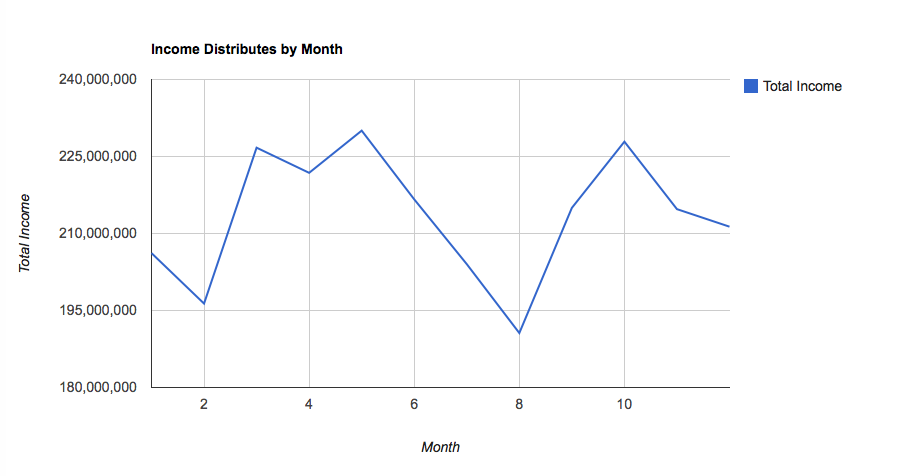 Income Distributes by Month
240,000,000
225,000,000
210,000,000
195,000,000
180,000,000
Total Income
2 4 6 8 10
Month
Total Income